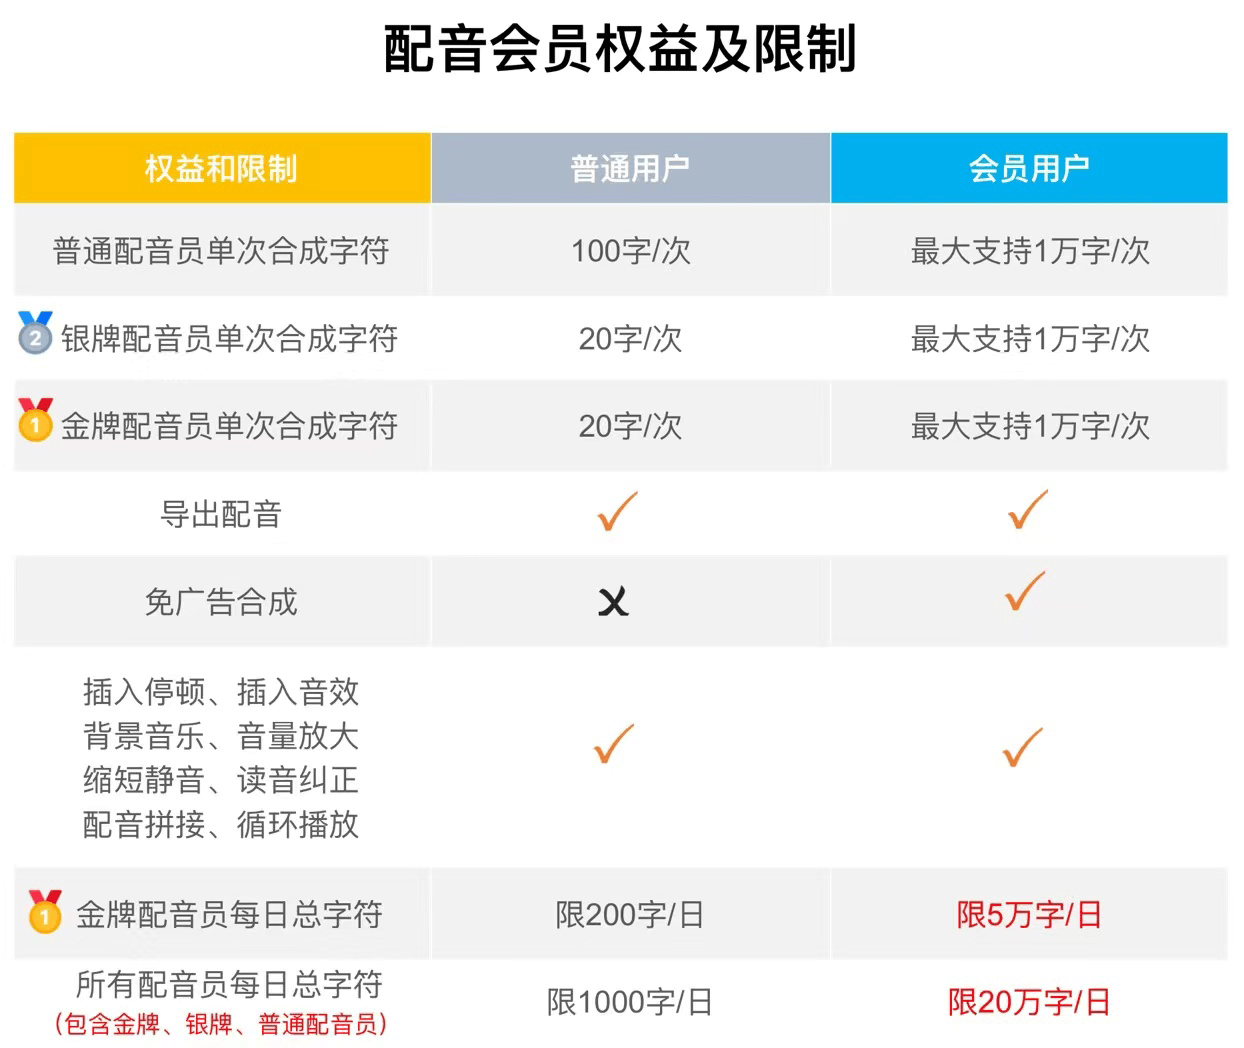 配音会员权益及限制
权益和限制 普通用户 会员用户
普通配音员单次合成字符 100字/次 最大支持1万字/次
2 银牌配音员单次合成字符 20字/次 最大支持1万字/次
1 金牌配音员单次合成字符 20字/次 最大支持1万字/次
导出配音 ✓ ✓
免广告合成 x ✓
插入停顿、插入音效
背景音乐、音量放大
缩短静音、读音纠正
配音拼接、循环播放 ✓ ✓
1 金牌配音员每日总字符 限200字/日 限5万字/日
所有配音员每日总字符
(包含金牌、银牌、普通配音员) 限1000字/日 限20万字/日